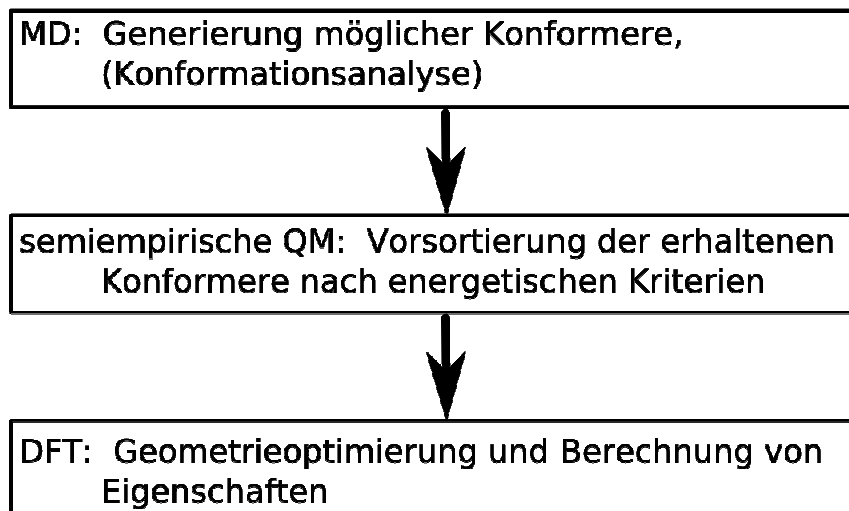 MD: Generierung möglicher Konformere,
(Konformationsanalyse)
semiempirische QM: Vorsortierung der erhaltenen
Konformere nach energetischen Kriterien
DFT: Geometrieoptimierung und Berechnung von
Eigenschaften